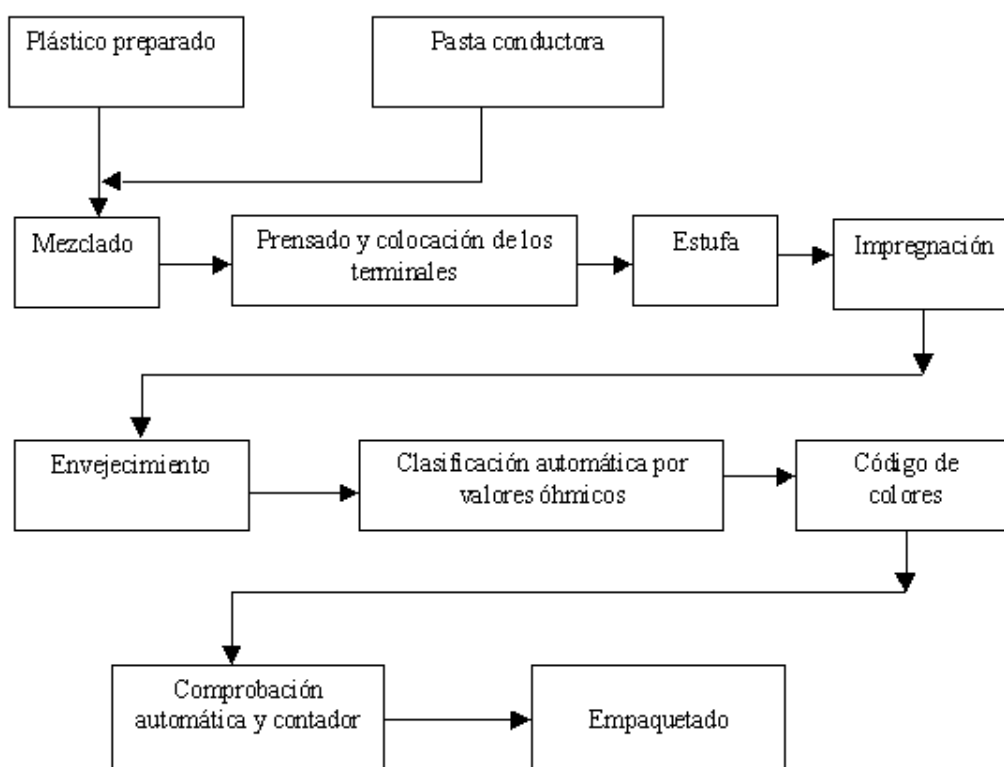 Plástico preparado
Pasta conductora
Mezclado
Prensado y colocación de los
terminales
Estufa
Impregnación
Envejecimiento
Clasificación automática por
valores óhmicos
Código de
colores
Comprobación
automática y contador
Empaquetado